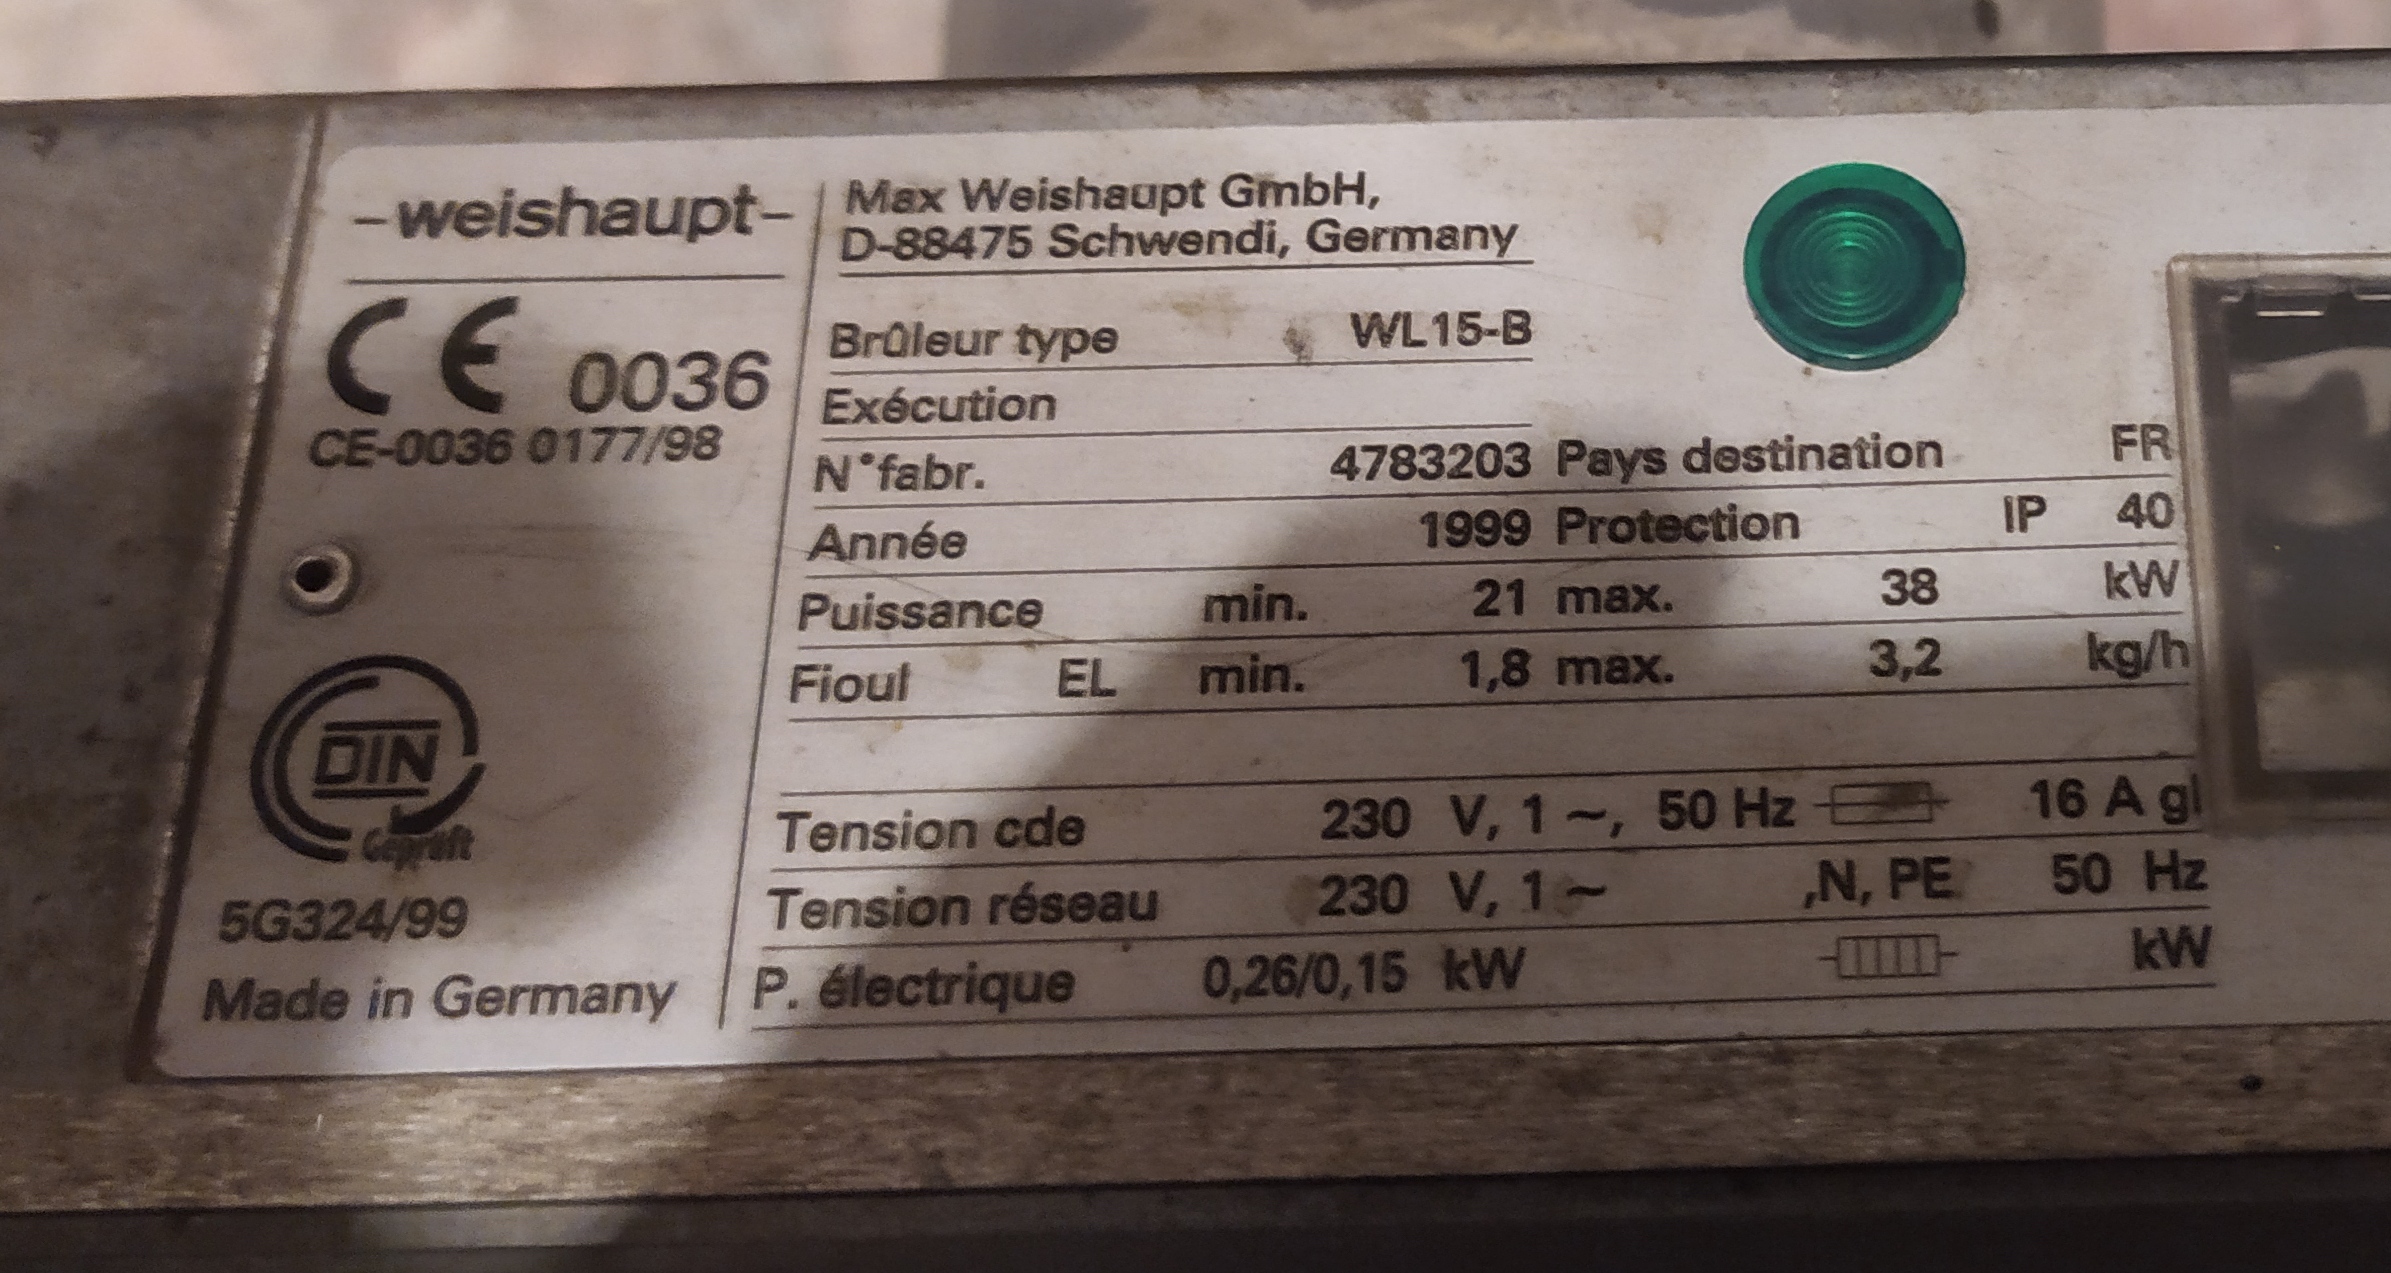 -weishaupt-
Max Weishaupt GmbH,
D-88475 Schwendi, Germany
CE 0036
CE-0036 0177/98
DIN
Geprüft
5G324/99
Made in Germany
Brûleur type WL15-B
Exécution
N°fabr. 4783203 Pays destination FR
Année 1999 Protection IP 40
Puissance min. 21 max. 38 kW
Fioul EL min. 1,8 max. 3,2 kg/h
Tension cde 230 V, 1 ~, 50 Hz 16 A gl
Tension réseau 230 V, 1 ~ ,N, PE 50 Hz
P. électrique 0,26/0,15 kW kW